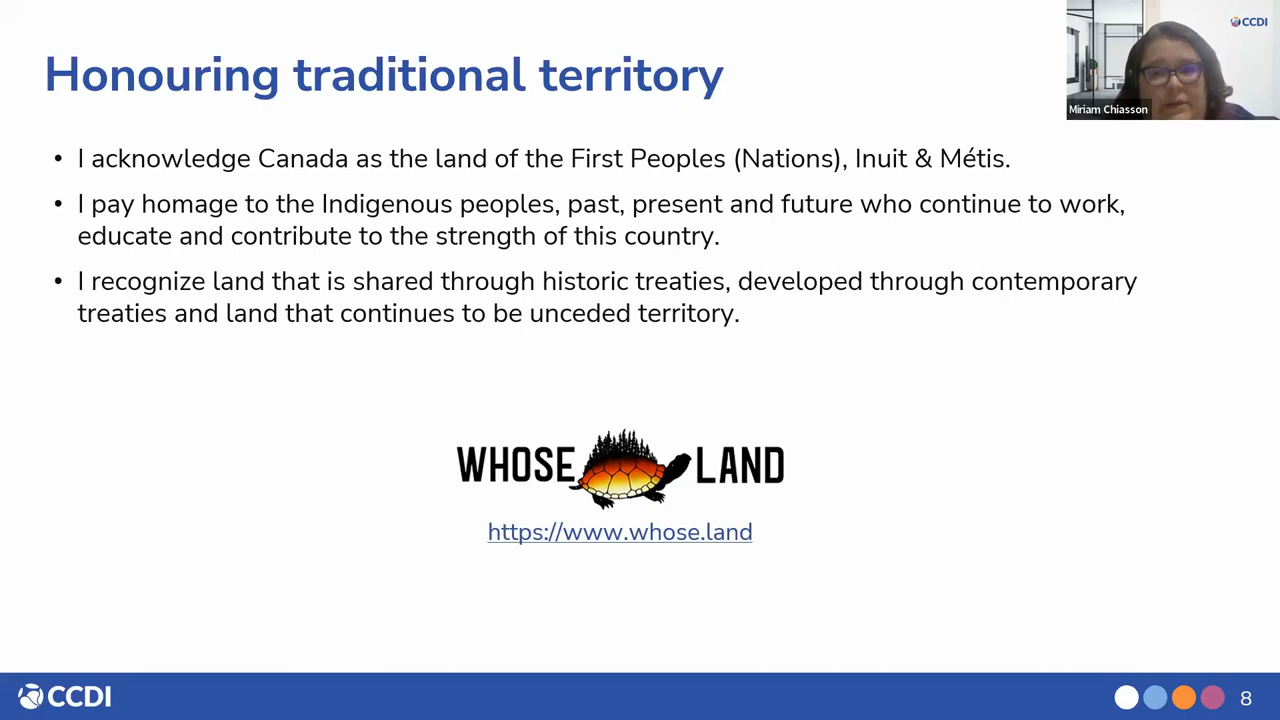 Honouring traditional territory
CCDI
Miriam Chiasson
• I acknowledge Canada as the land of the First Peoples (Nations), Inuit & Métis.
• I pay homage to the Indigenous peoples, past, present and future who continue to work,
educate and contribute to the strength of this country.
• I recognize land that is shared through historic treaties, developed through contemporary
treaties and land that continues to be unceded territory.
WHOSE LAND
https://www.whose.land
CCDI
8